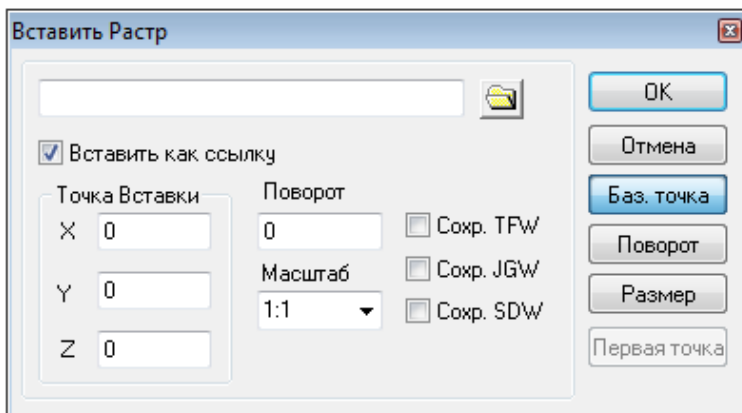 Вставить Растр
OK
Вставить как ссылку
Отмена
Точка Вставки
Поворот
Баз. точка
X 0
0
Сохр. TFW
Поворот
Масштаб
Сохр. JGW
Y 0
1:1
Сохр. SDW
Размер
Z 0
Первая точка